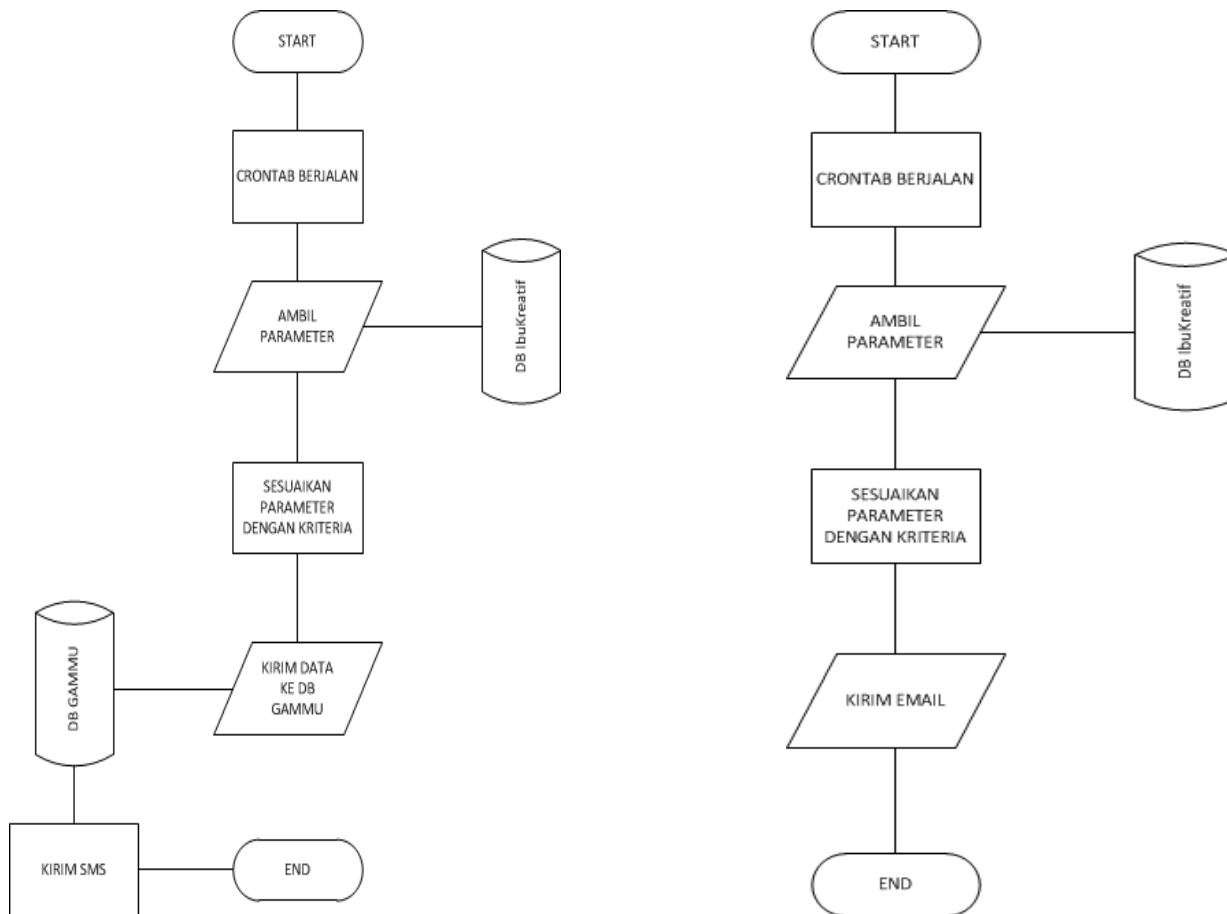 START
CRONTAB BERJALAN
AMBIL
PARAMETER
DB IbuKreatif
SESUAIKAN
PARAMETER
DENGAN KRITERIA
KIRIM DATA
KE DB
GAMMU
DB GAMMU
KIRIM SMS
END
START
CRONTAB BERJALAN
AMBIL
PARAMETER
DB IbuKreatif
SESUAIKAN
PARAMETER
DENGAN KRITERIA
KIRIM EMAIL
END